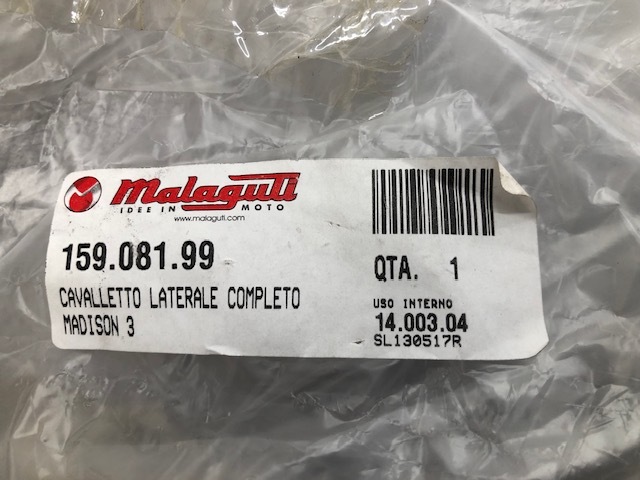 Malaguti
IDEE IN MOTO
www.malaguti.com
159.081.99
CAVALLETTO LATERALE COMPLETO
MADISON 3
QTA. 1
USO INTERNO
14.003.04
SL130517R